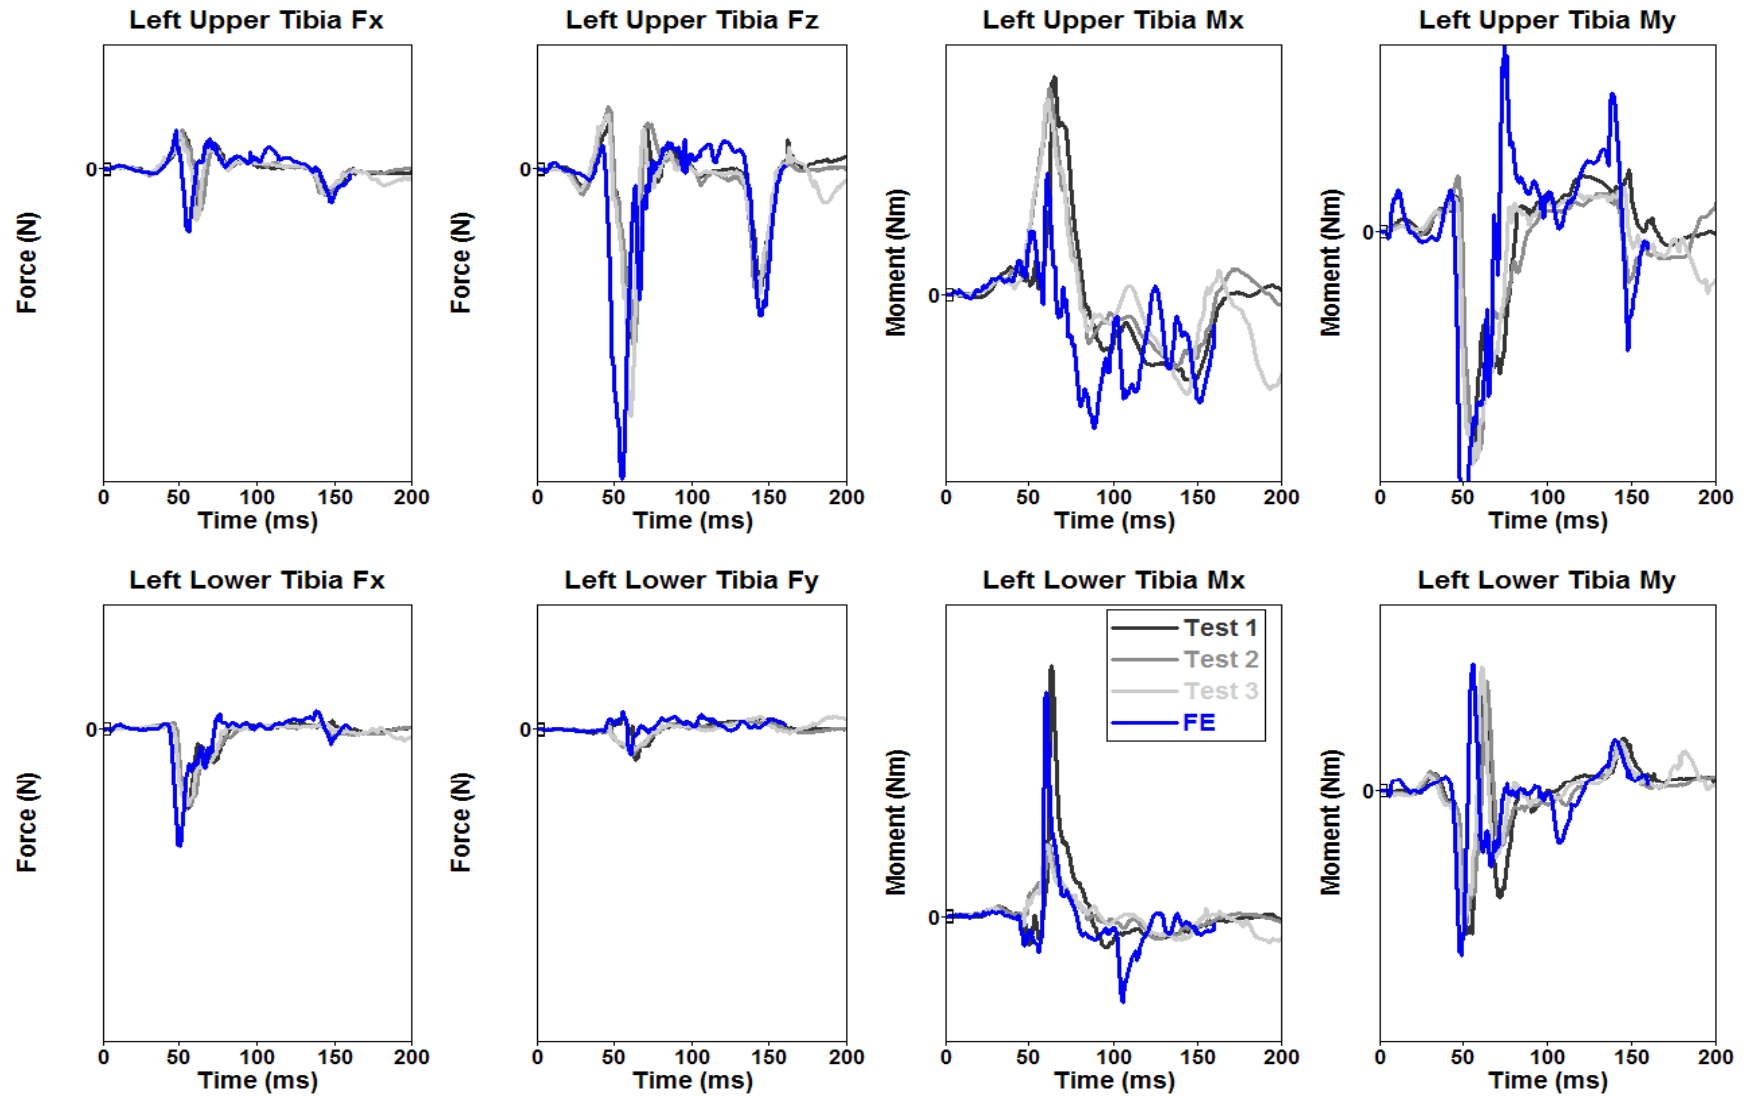 Left Upper Tibia Fx
Left Upper Tibia Fz
Left Upper Tibia Mx
Left Upper Tibia My
Force (N)
0
0 50 100 150 200
Time (ms)
Force (N)
0
0 50 100 150 200
Time (ms)
Moment (Nm)
0
0 50 100 150 200
Time (ms)
Moment (Nm)
0
0 50 100 150 200
Time (ms)
Left Lower Tibia Fx
Left Lower Tibia Fy
Left Lower Tibia Mx
Left Lower Tibia My
Force (N)
0
0 50 100 150 200
Time (ms)
Force (N)
0
0 50 100 150 200
Time (ms)
Moment (Nm)
0
Test 1
Test 2
Test 3
FE
0 50 100 150 200
Time (ms)
Moment (Nm)
0
0 50 100 150 200
Time (ms)